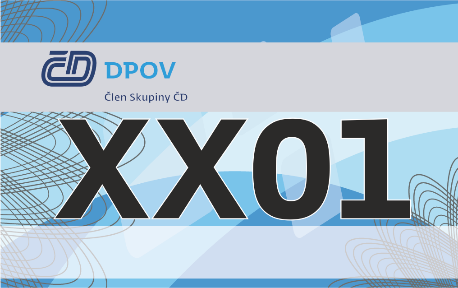 ČD DPOV
Člen Skupiny ČD
XX01